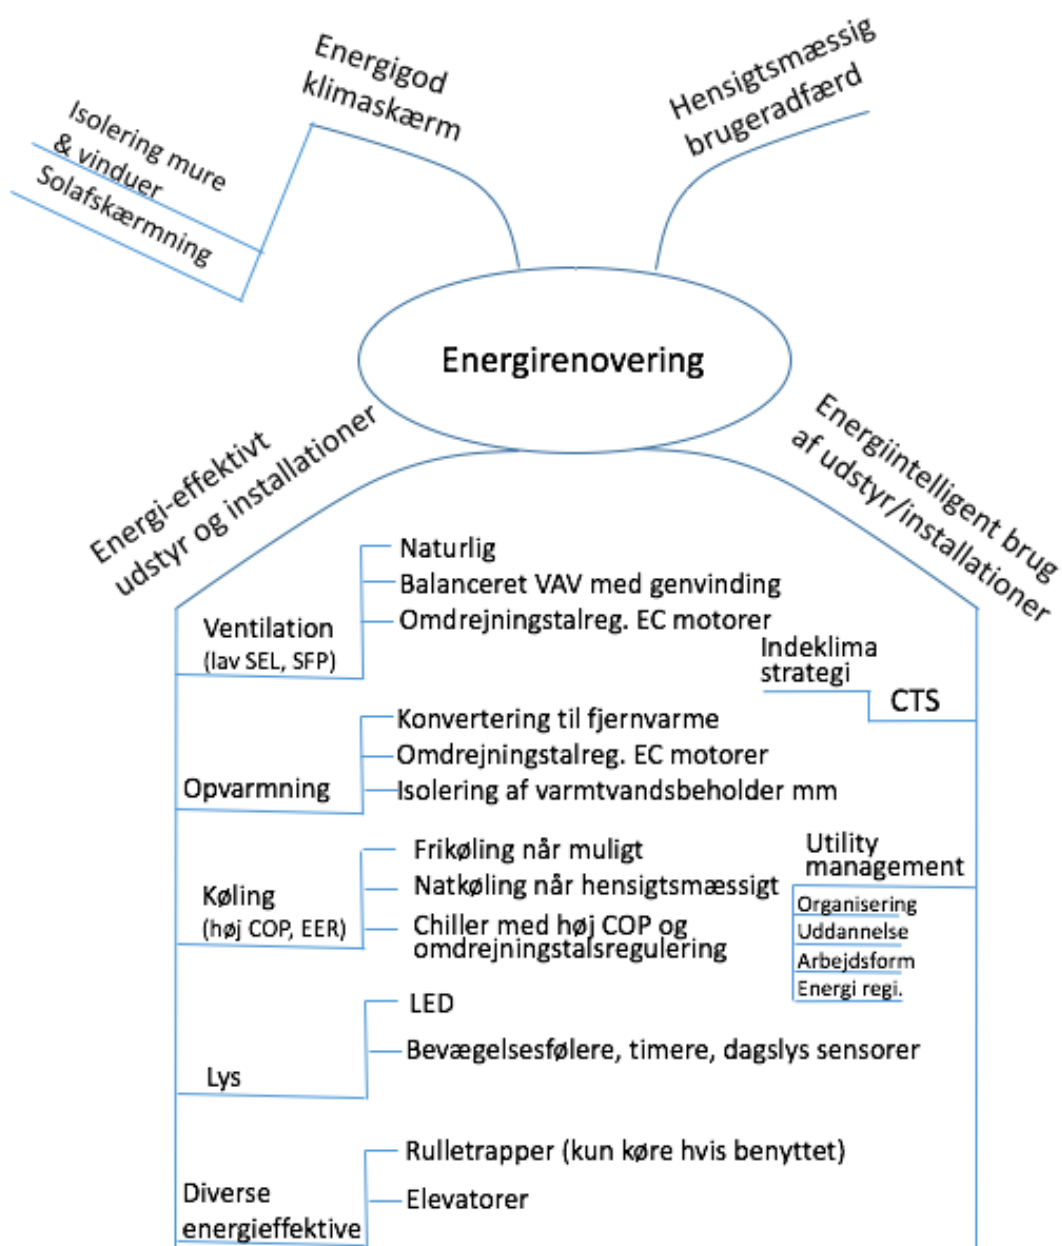 Energigod
klimaskærm
Hensigtsmæssig
brugeradfærd
Isolering mure
& vinduer
Solafskærmning
Energirenovering
Energi-effektivt
udstyr og installationer
Energiintelligent brug
af udstyr/installationer
Naturlig
Balanceret VAV med genvinding
Omdrejningstalreg. EC motorer
Ventilation
(lav SEL, SFP)
Indeklima
strategi
CTS
Konvertering til fjernvarme
Omdrejningstalreg. EC motorer
Isolering af varmtvandsbeholder mm
Opvarmning
Frikøling når muligt
Natkøling når hensigtsmæssigt
Chiller med høj COP og
omdrejningstalsregulering
Køling
(høj COP, EER)
Utility
management
Organisering
Uddannelse
Arbejdsform
Energi regi.
LED
Bevægelsesfølere, timere, dagslys sensorer
Lys
Rulletrapper (kun køre hvis benyttet)
Elevatorer
Diverse
energieffektive